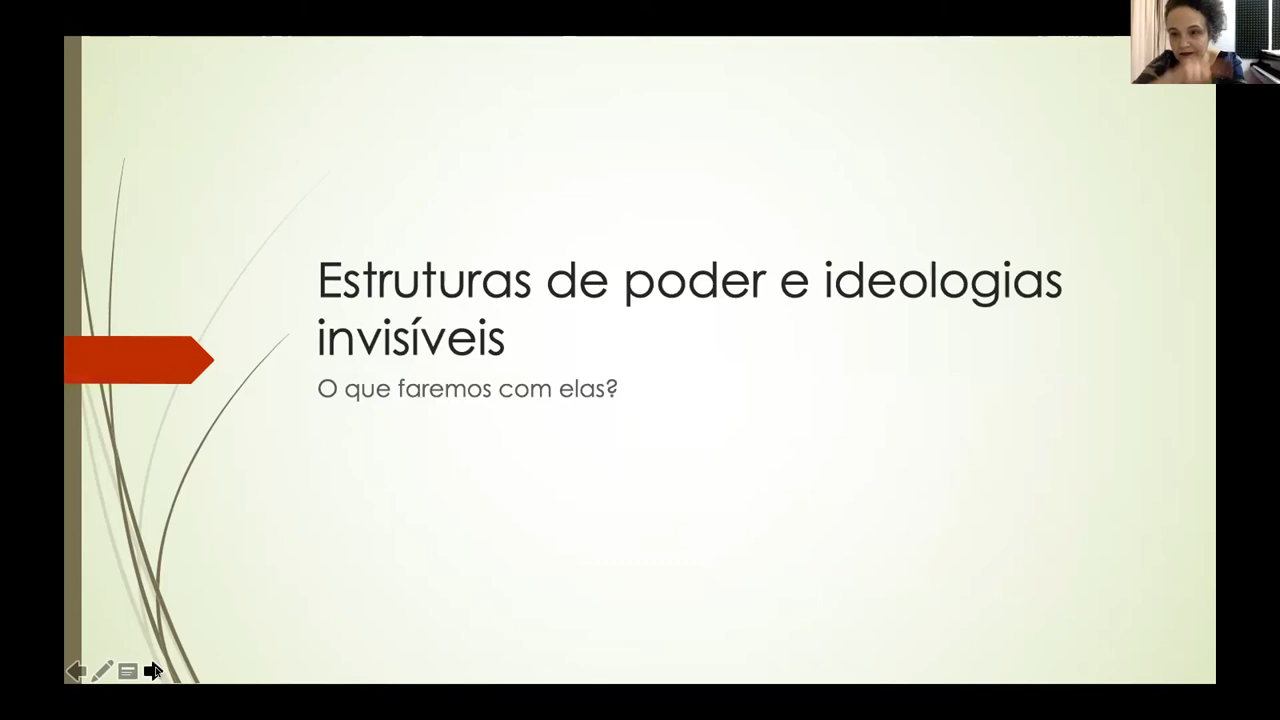 Estruturas de poder e ideologias
invisíveis
O que faremos com elas?